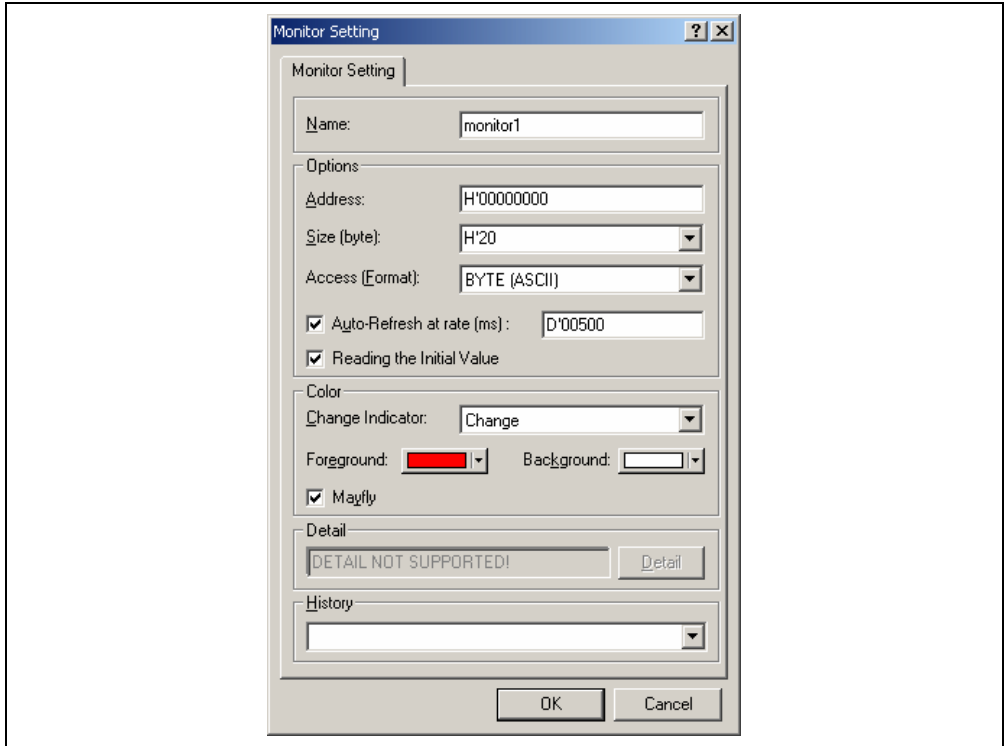 Monitor Setting
Monitor Setting
Name: monitor1
Options
Address: H'00000000
Size (byte): H'20
Access (Format): BYTE (ASCII)
Auto-Refresh at rate (ms) : D'00500
Reading the Initial Value
Color
Change Indicator: Change
Foreground: Background:
Mayfly
Detail
DETAIL NOT SUPPORTED! Detail
History
OK Cancel